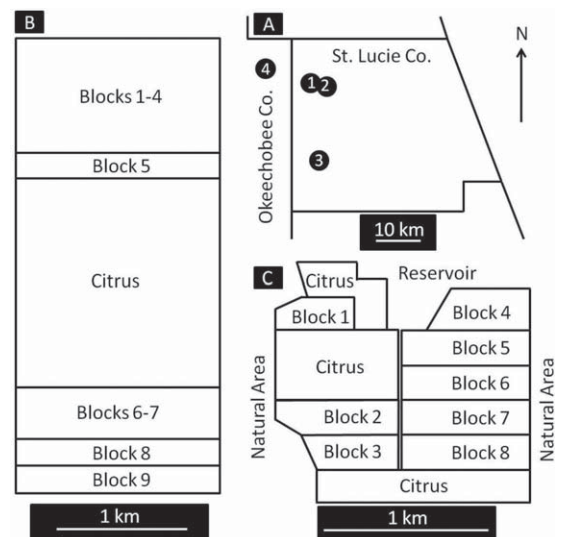 B
Blocks 1-4
Block 5
Citrus
Blocks 6-7
Block 8
Block 9
1 km
A
St. Lucie Co.
N
4
1
2
3
Okeechobee Co.
10 km
C
Citrus
Reservoir
Block 1
Block 4
Block 5
Citrus
Block 6
Block 2
Block 7
Block 3
Block 8
Citrus
Natural Area
Natural Area
1 km